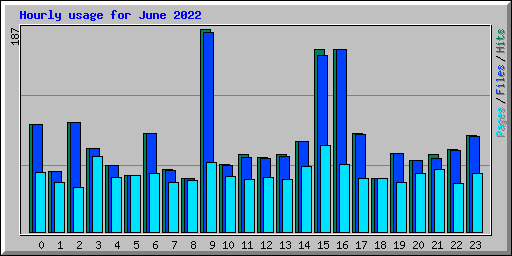 Hourly usage for June 2022
187
0 1 2 3 4 5 6 7 8 9 10 11 12 13 14 15 16 17 18 19 20 21 22 23
Pages/Files/Hits